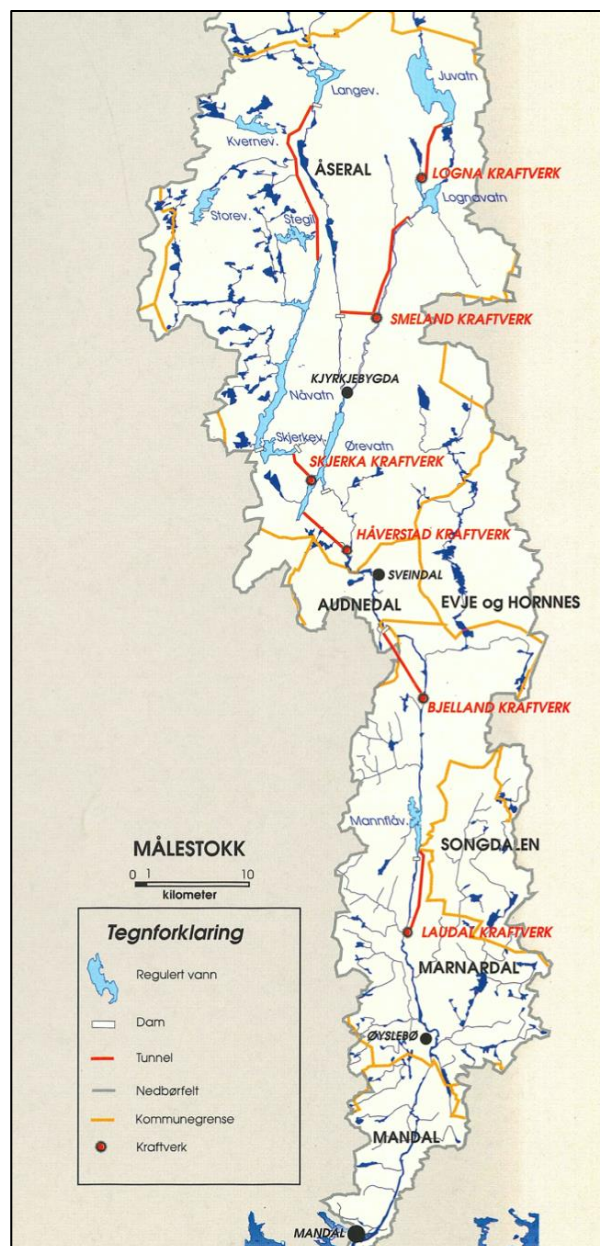 Langev.
Juvatn
Kvernev.
ÅSERAL
LOGNA KRAFTVERK
Lognavatn
Storev.
Stegil
SMELAND KRAFTVERK
KJYRKJEBYGDA
Nåvatn
Skjerkev.
Ørevatn
SKJERKA KRAFTVERK
HÅVERSTAD KRAFTVERK
SVEINDAL
AUDNEDAL
EVJE og HORNNES
BJELLAND KRAFTVERK
Mannflåv.
SONGDALEN
MÅLESTOKK
0 1 10
kilometer
LAUDAL KRAFTVERK
MARNARDAL
ØYSLEBØ
MANDAL
MANDAL
Tegnforklaring
Regulert vann
Dam
Tunnel
Nedbørfelt
Kommunegrense
Kraftverk